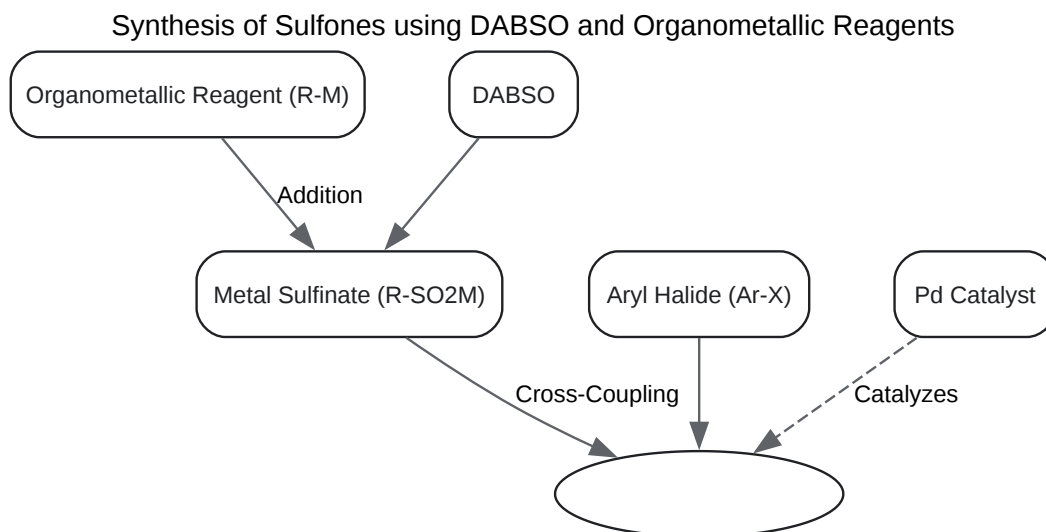 Synthesis of Sulfones using DABSO and Organometallic Reagents
Organometallic Reagent (R-M)
DABSO
Addition
Metal Sulfinate (R-SO2M)
Aryl Halide (Ar-X)
Pd Catalyst
Cross-Coupling
Catalyzes